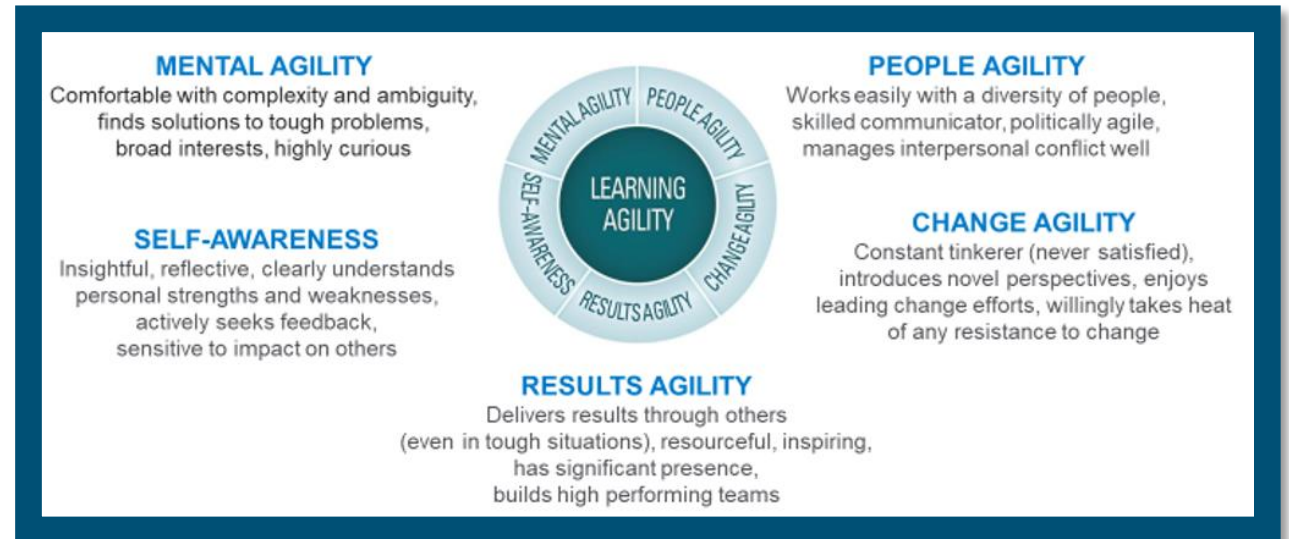 MENTAL AGILITY
Comfortable with complexity and ambiguity,
finds solutions to tough problems,
broad interests, highly curious
PEOPLE AGILITY
Works easily with a diversity of people,
skilled communicator, politically agile,
manages interpersonal conflict well
MENTAL AGILITY
PEOPLE AGILITY
CHANGE AGILITY
RESULTS AGILITY
SELF-AWARENESS
LEARNING
AGILITY
SELF-AWARENESS
Insightful, reflective, clearly understands
personal strengths and weaknesses,
actively seeks feedback,
sensitive to impact on others
CHANGE AGILITY
Constant tinkerer (never satisfied),
introduces novel perspectives, enjoys
leading change efforts, willingly takes heat
of any resistance to change
RESULTS AGILITY
Delivers results through others
(even in tough situations), resourceful, inspiring,
has significant presence,
builds high performing teams